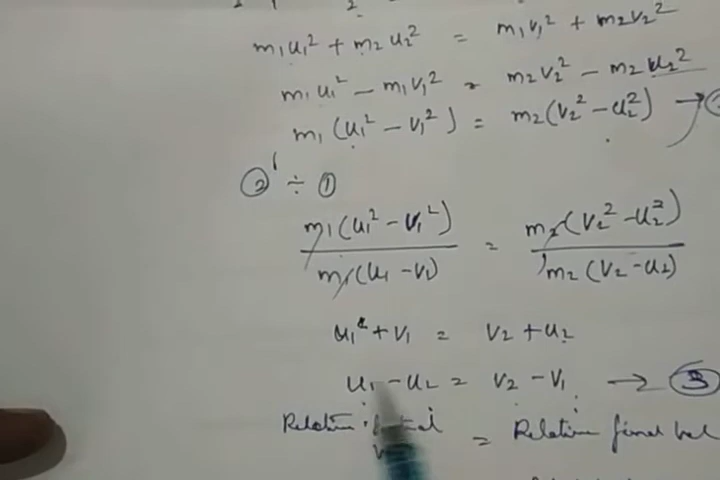 m₁u₁² + m₂u₂² = m₁v₁² + m₂v₂²
m₁u₁² - m₁v₁² = m₂v₂² - m₂u₂²
m₁(u₁² - v₁²) = m₂(v₂² - u₂²) →
②' ÷ ①
m₁(u₁² - v₁²) / m₁(u₁ - v₁) = m₂(v₂² - u₂²) / m₂(v₂ - u₂)
u₁ + v₁ = v₂ + u₂
u₁ - u₂ = v₂ - v₁ → ③
Relative = Relative final vel